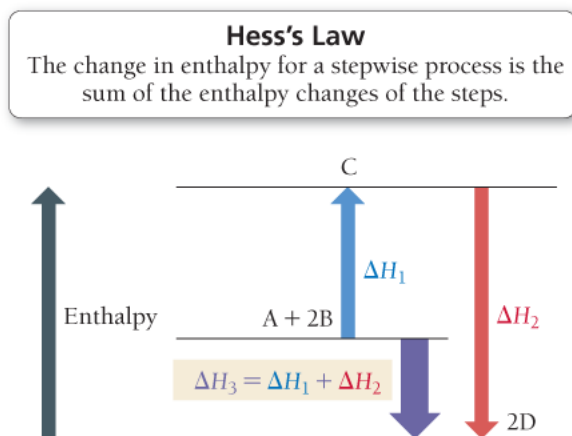 Hess's Law
The change in enthalpy for a stepwise process is the
sum of the enthalpy changes of the steps.
C
ΔH₁
Enthalpy
A + 2B
ΔH₂
ΔH₃ = ΔH₁ + ΔH₂
2D